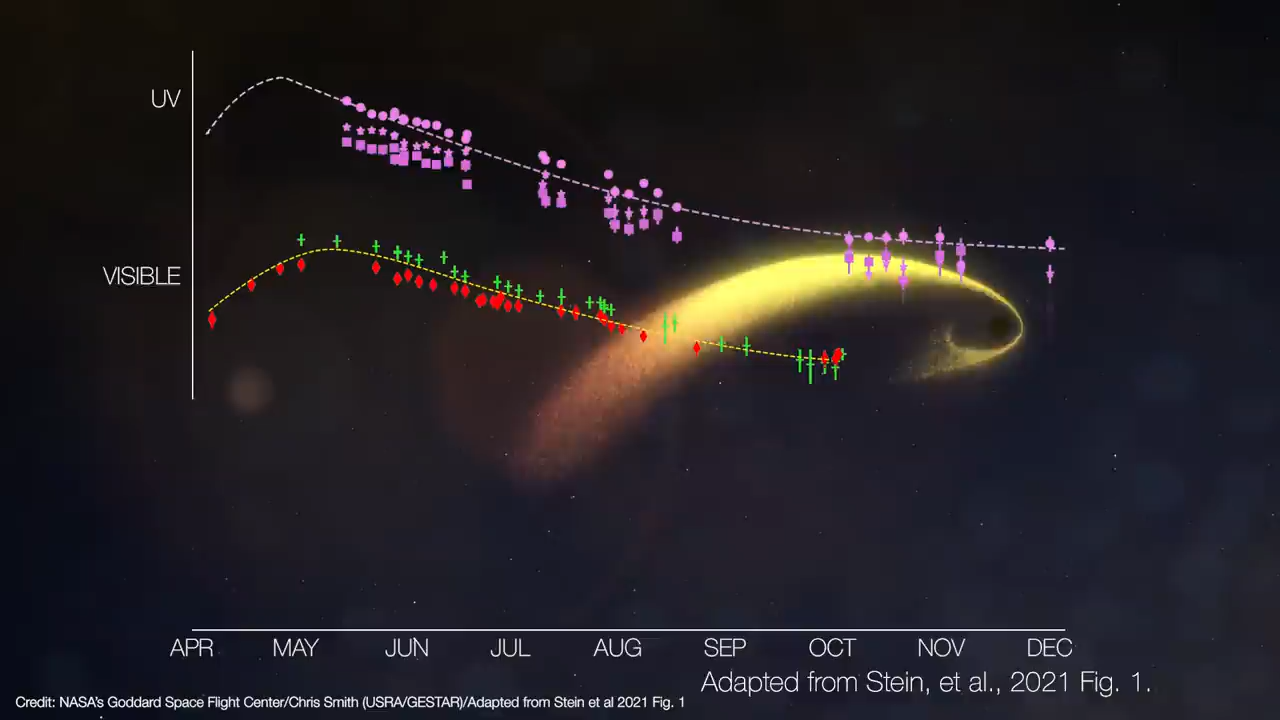 UV
VISIBLE
APR MAY JUN JUL AUG SEP OCT NOV DEC
Adapted from Stein, et al., 2021 Fig. 1.
Credit: NASA's Goddard Space Flight Center/Chris Smith (USRA/GESTAR)/Adapted from Stein et al 2021 Fig. 1